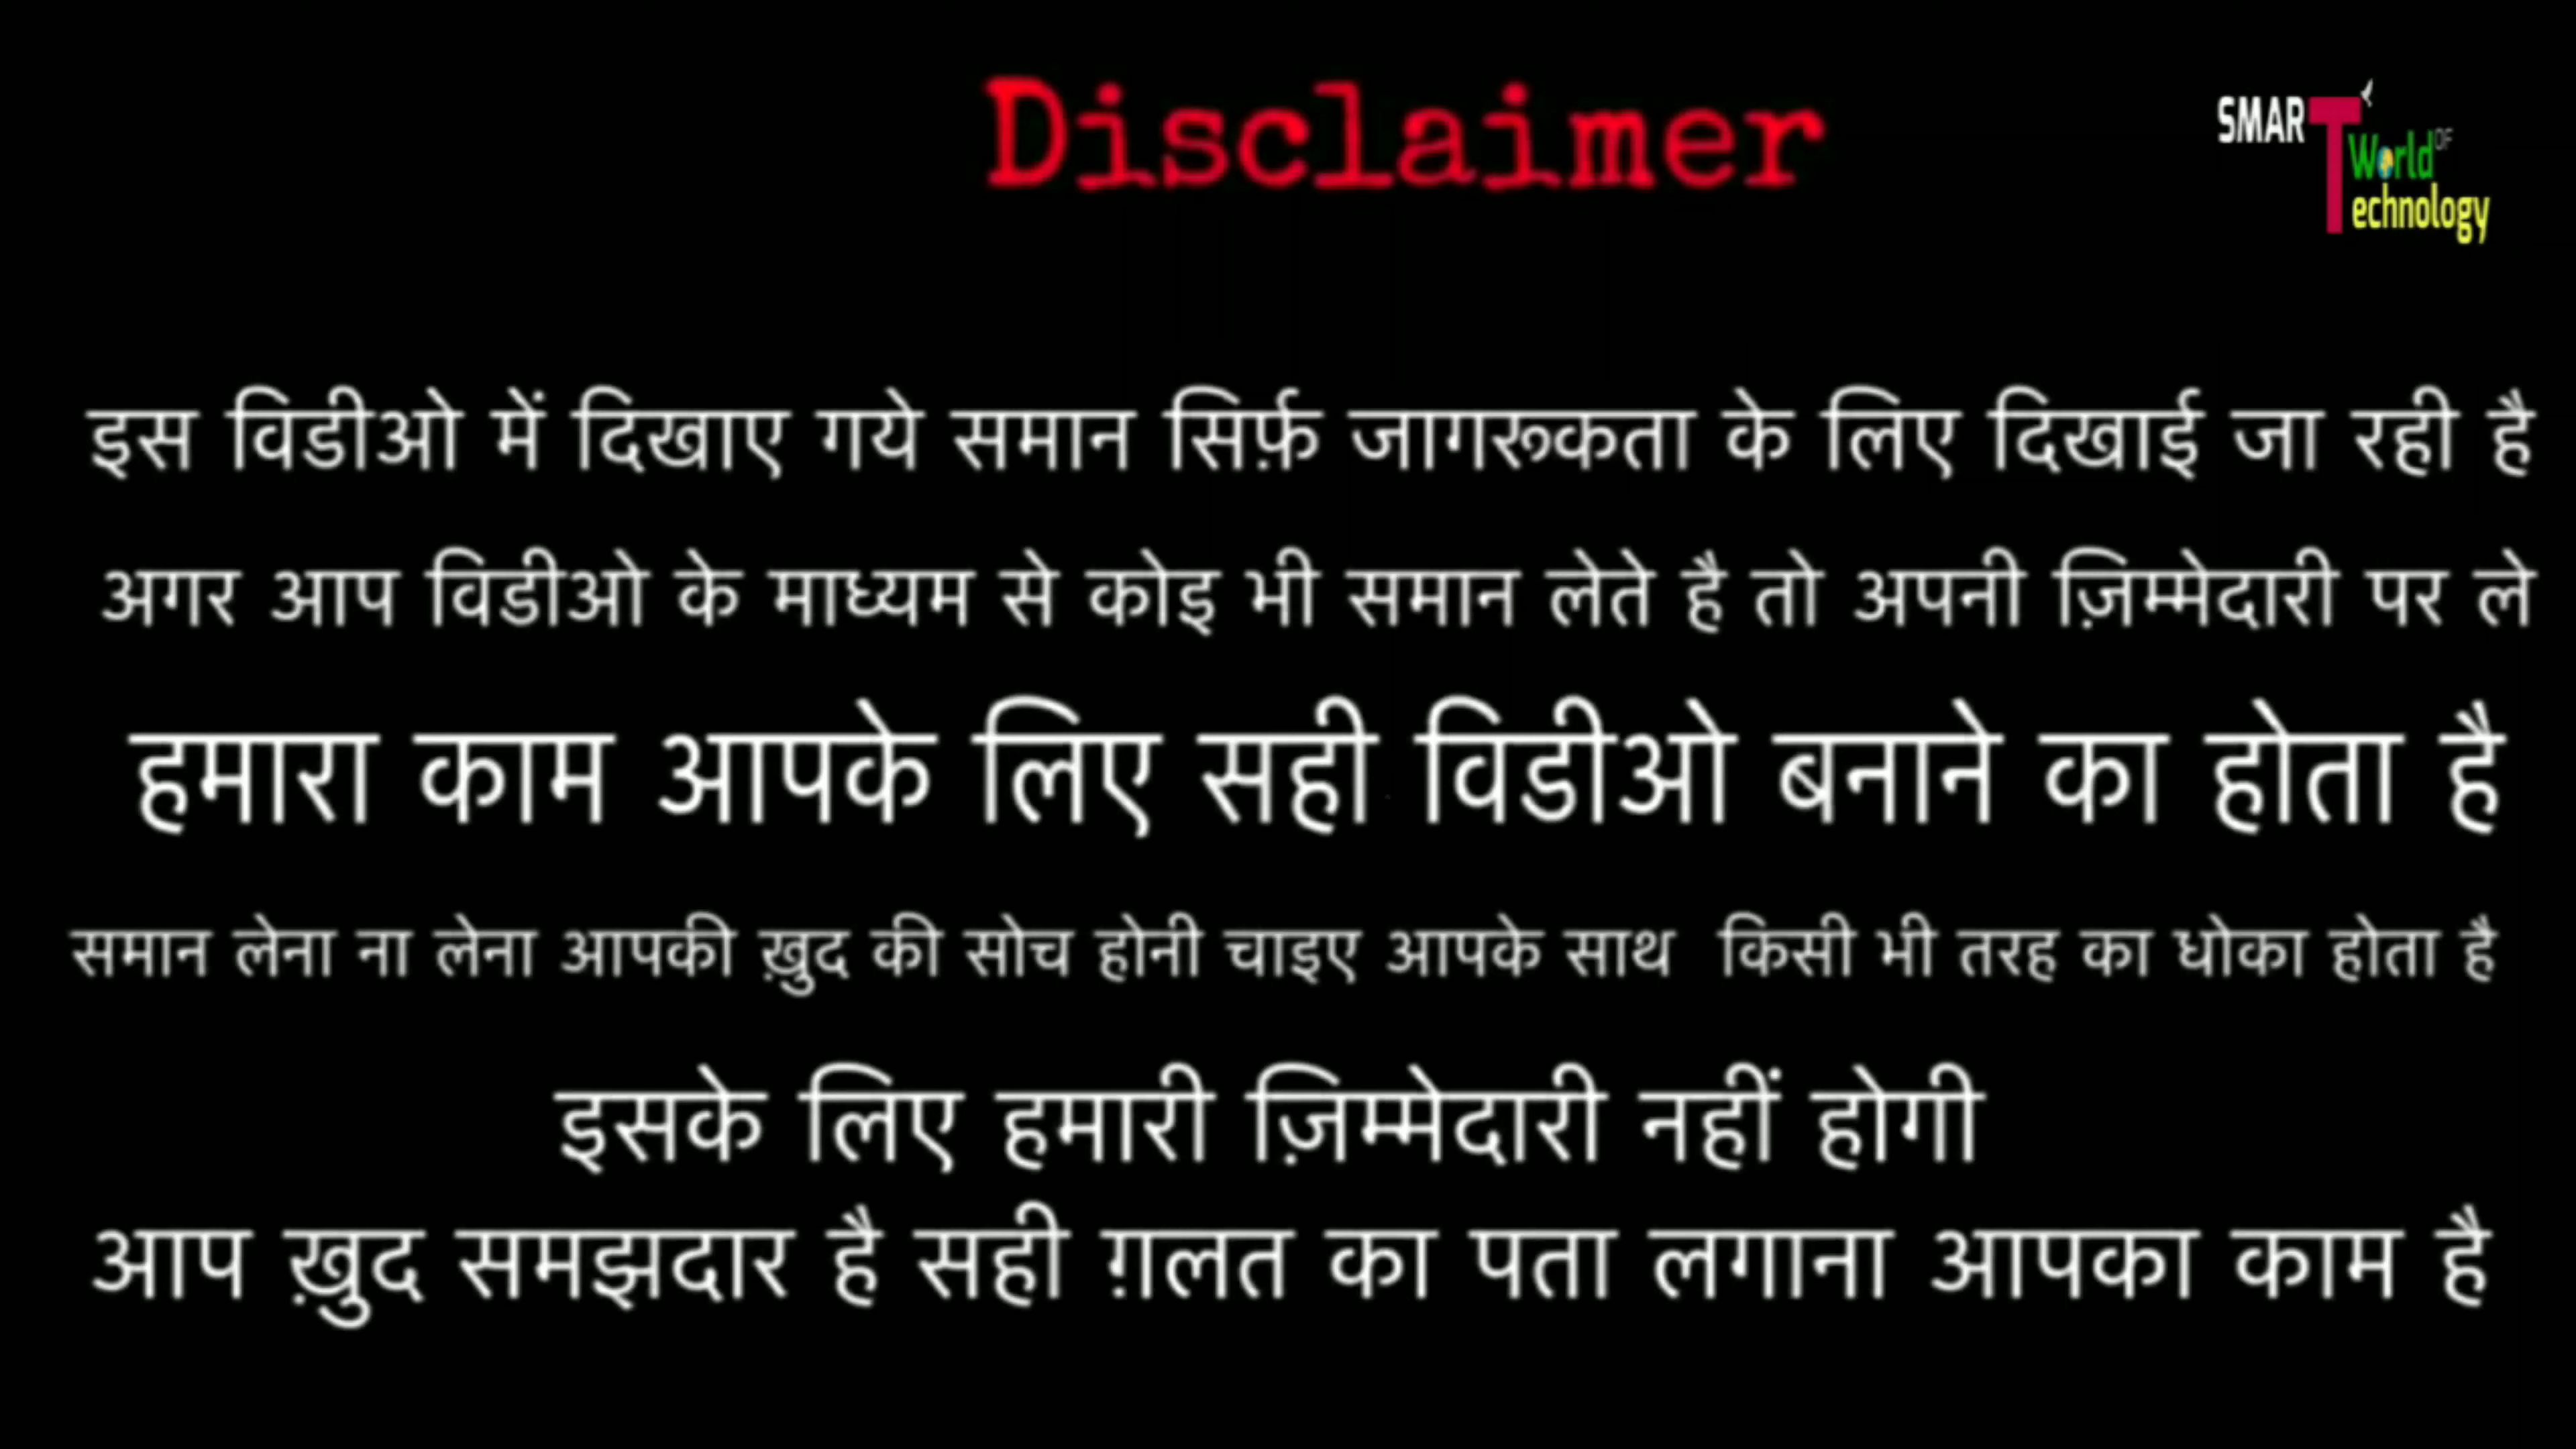 Disclaimer
SMART World OF Technology
इस विडीओ में दिखाए गये समान सिर्फ़ जागरूकता के लिए दिखाई जा रही है
अगर आप विडीओ के माध्यम से कोइ भी समान लेते है तो अपनी ज़िम्मेदारी पर ले
हमारा काम आपके लिए सही विडीओ बनाने का होता है
समान लेना ना लेना आपकी ख़ुद की सोच होनी चाइए आपके साथ किसी भी तरह का धोका होता है
इसके लिए हमारी ज़िम्मेदारी नहीं होगी
आप ख़ुद समझदार है सही ग़लत का पता लगाना आपका काम है